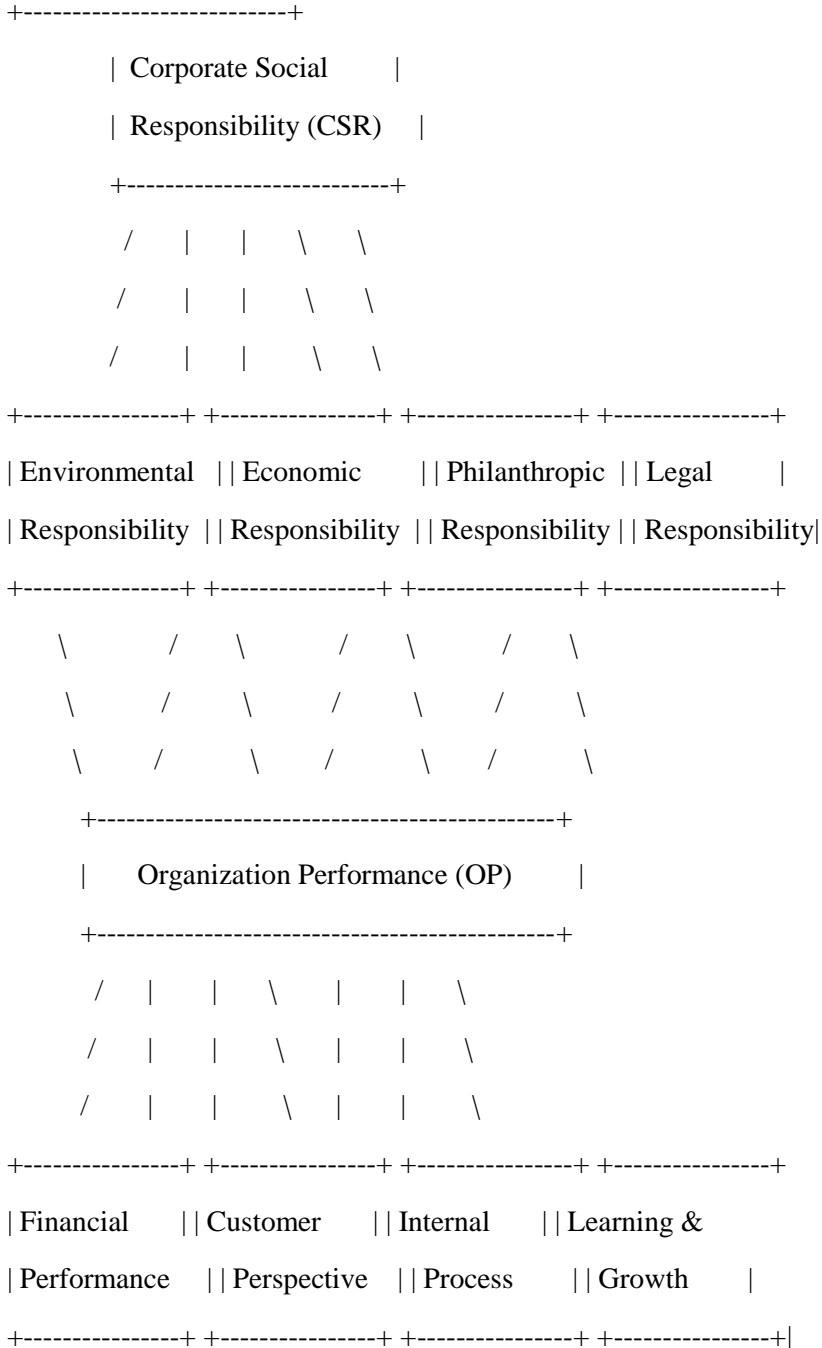 +---------------------------+
| Corporate Social |
| Responsibility (CSR) |
+---------------------------+
/ | | \ \
/ | | \ \
/ | | \ \
+----------------+ +----------------+ +----------------+ +----------------+
| Environmental | | Economic | | Philanthropic | | Legal |
| Responsibility | | Responsibility | | Responsibility | | Responsibility|
+----------------+ +----------------+ +----------------+ +----------------+
\ / \ / \ / \
\ / \ / \ / \
\ / \ / \ / \
+-----------------------------------------------+
| Organization Performance (OP) |
+-----------------------------------------------+
/ | | \ | | \
/ | | \ | | \
/ | | \ | | \
+----------------+ +----------------+ +----------------+ +----------------+
| Financial | | Customer | | Internal | | Learning &
| Performance | | Perspective | | Process | | Growth |
+----------------+ +----------------+ +----------------+ +----------------+|